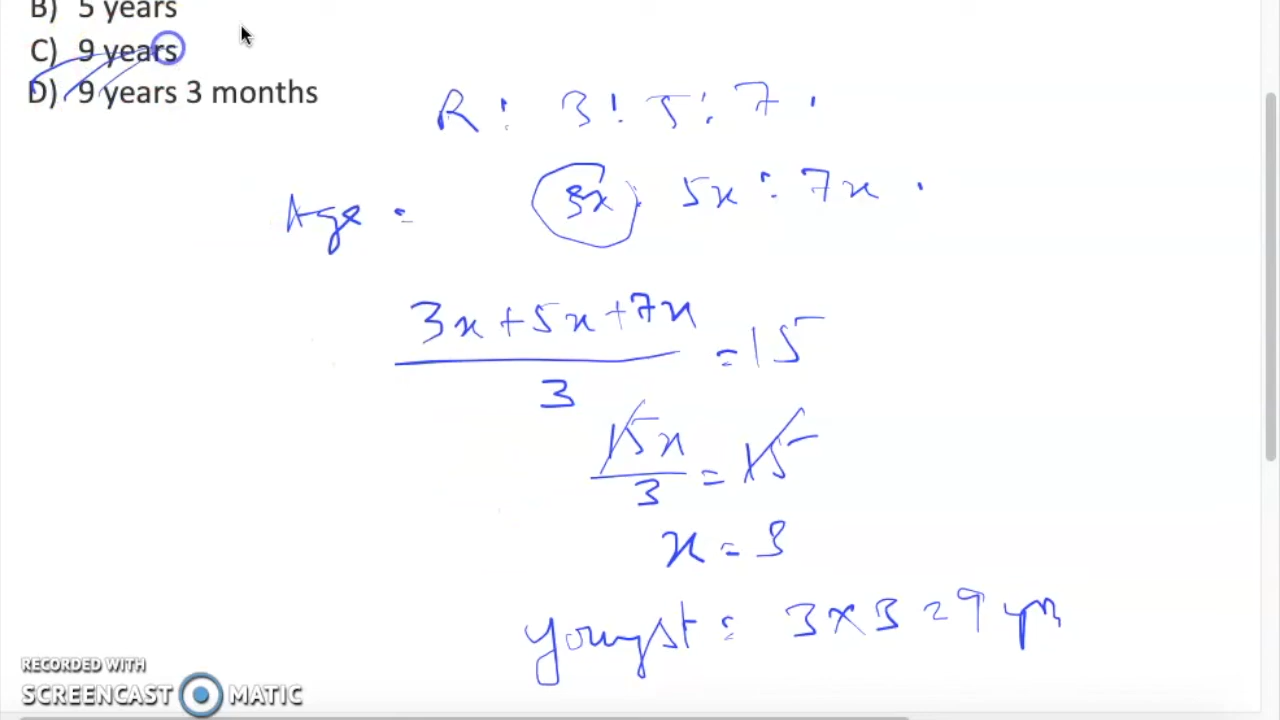 B) 5 years
C) 9 years
D) 9 years 3 months
R : 3 : 5 : 7
Age = 3x : 5x : 7x
3x + 5x + 7x
3
= 15
15x
3
= 15
x = 3
youngst = 3 × 3 = 9 yrs
RECORDED WITH
SCREENCAST MATIC